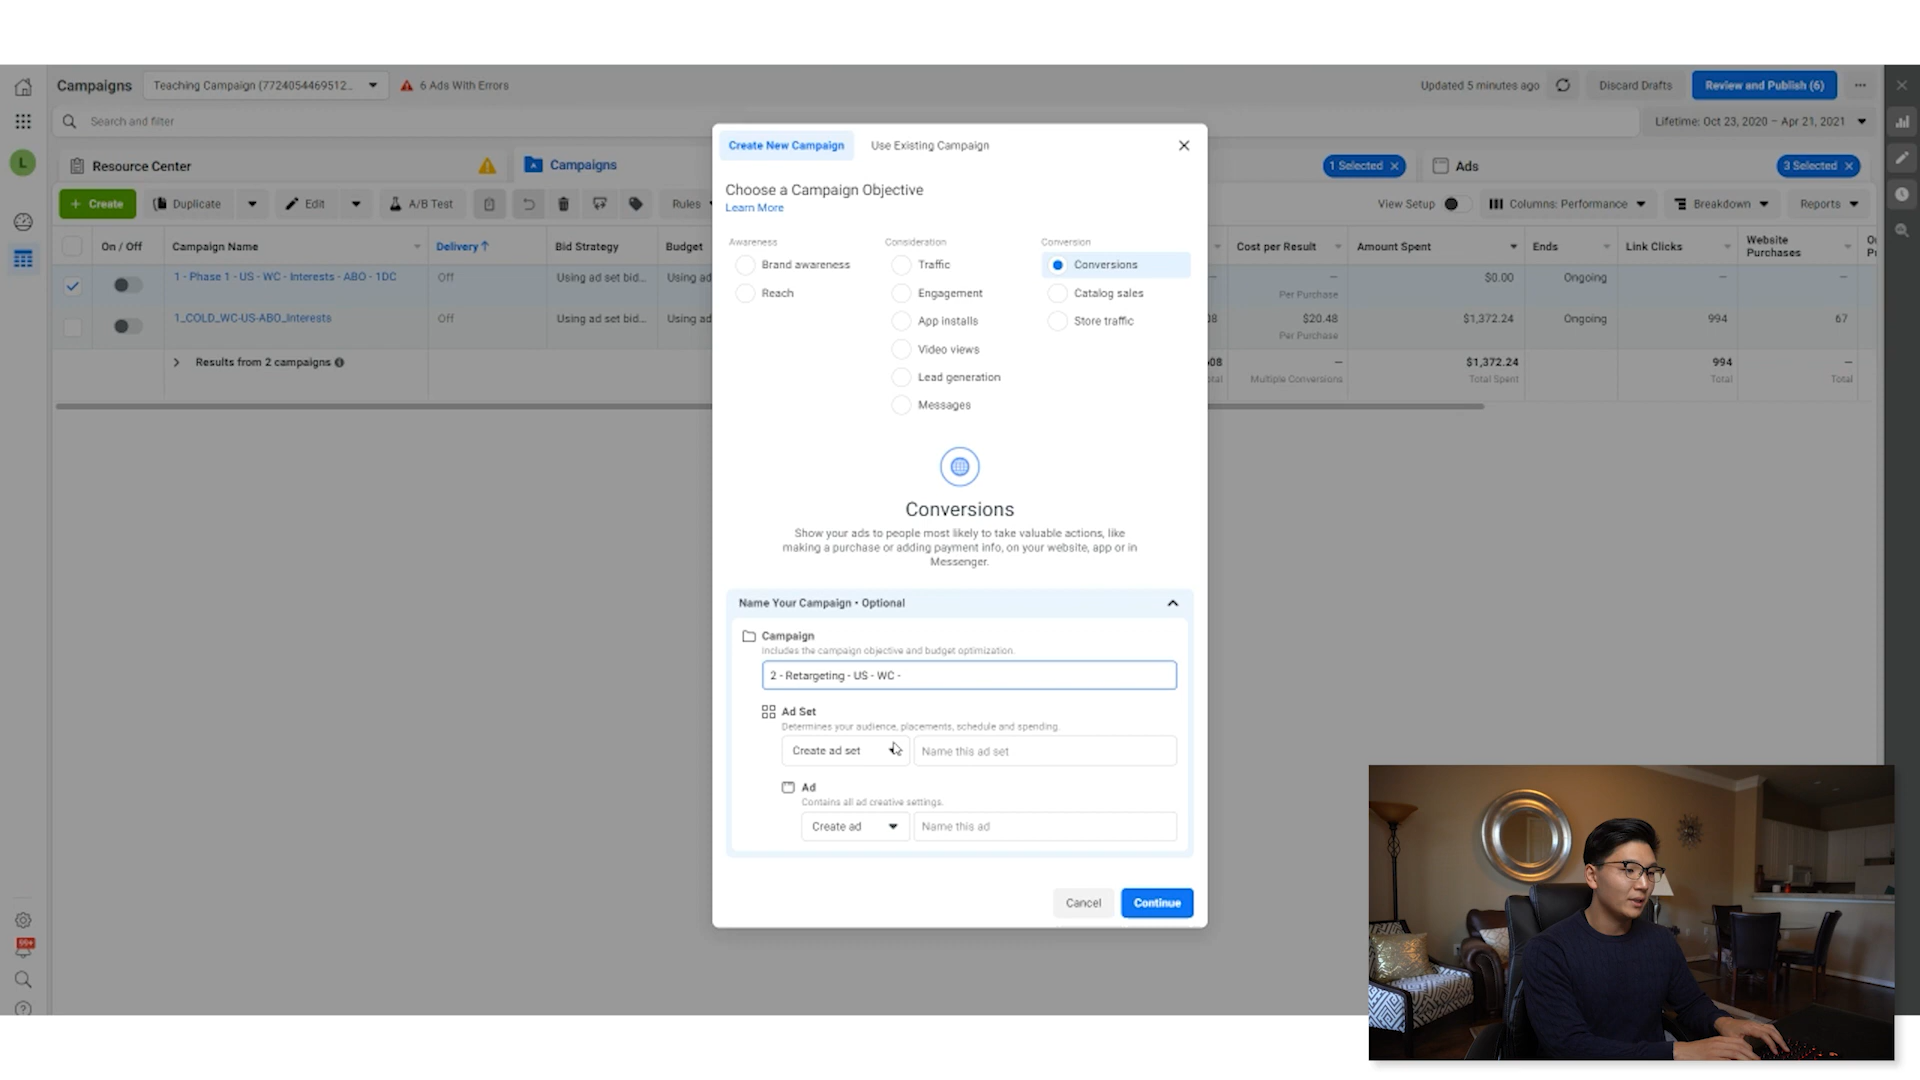 Campaigns
Teaching Campaign (7724054469512...
6 Ads With Errors
Updated 5 minutes ago
Discard Drafts
Review and Publish (6)
Search and filter
Lifetime: Oct 23, 2020 – Apr 21, 2021
L
Resource Center
Campaigns
1 Selected
Ads
3 Selected
+ Create
Duplicate
Edit
A/B Test
Rules
View Setup
Columns: Performance
Breakdown
Reports
On / Off
Campaign Name
Delivery
Bid Strategy
Budget
Cost per Result
Amount Spent
Ends
Link Clicks
Website Purchases
1 - Phase 1 - US - WC - Interests - ABO - 1DC
Off
Using ad set bid...
Using ad
—
Per Purchase
$0.00
Ongoing
—
—
1_COLD_WC-US-ABO_Interests
Off
Using ad set bid...
Using ad
$20.48
Per Purchase
$1,372.24
Ongoing
994
67
Results from 2 campaigns
—
Multiple Conversions
$1,372.24
Total Spent
994
Total
—
Total
Create New Campaign
Use Existing Campaign
Choose a Campaign Objective
Learn More
Awareness
Consideration
Conversion
Brand awareness
Traffic
Conversions
Reach
Engagement
Catalog sales
App installs
Store traffic
Video views
Lead generation
Messages
Conversions
Show your ads to people most likely to take valuable actions, like
making a purchase or adding payment info, on your website, app or in
Messenger.
Name Your Campaign • Optional
Campaign
Includes the campaign objective and budget optimization.
2 - Retargeting - US - WC -
Ad Set
Determines your audience, placements, schedule and spending.
Create ad set
Name this ad set
Ad
Contains all ad creative settings.
Create ad
Name this ad
Cancel
Continue
99+